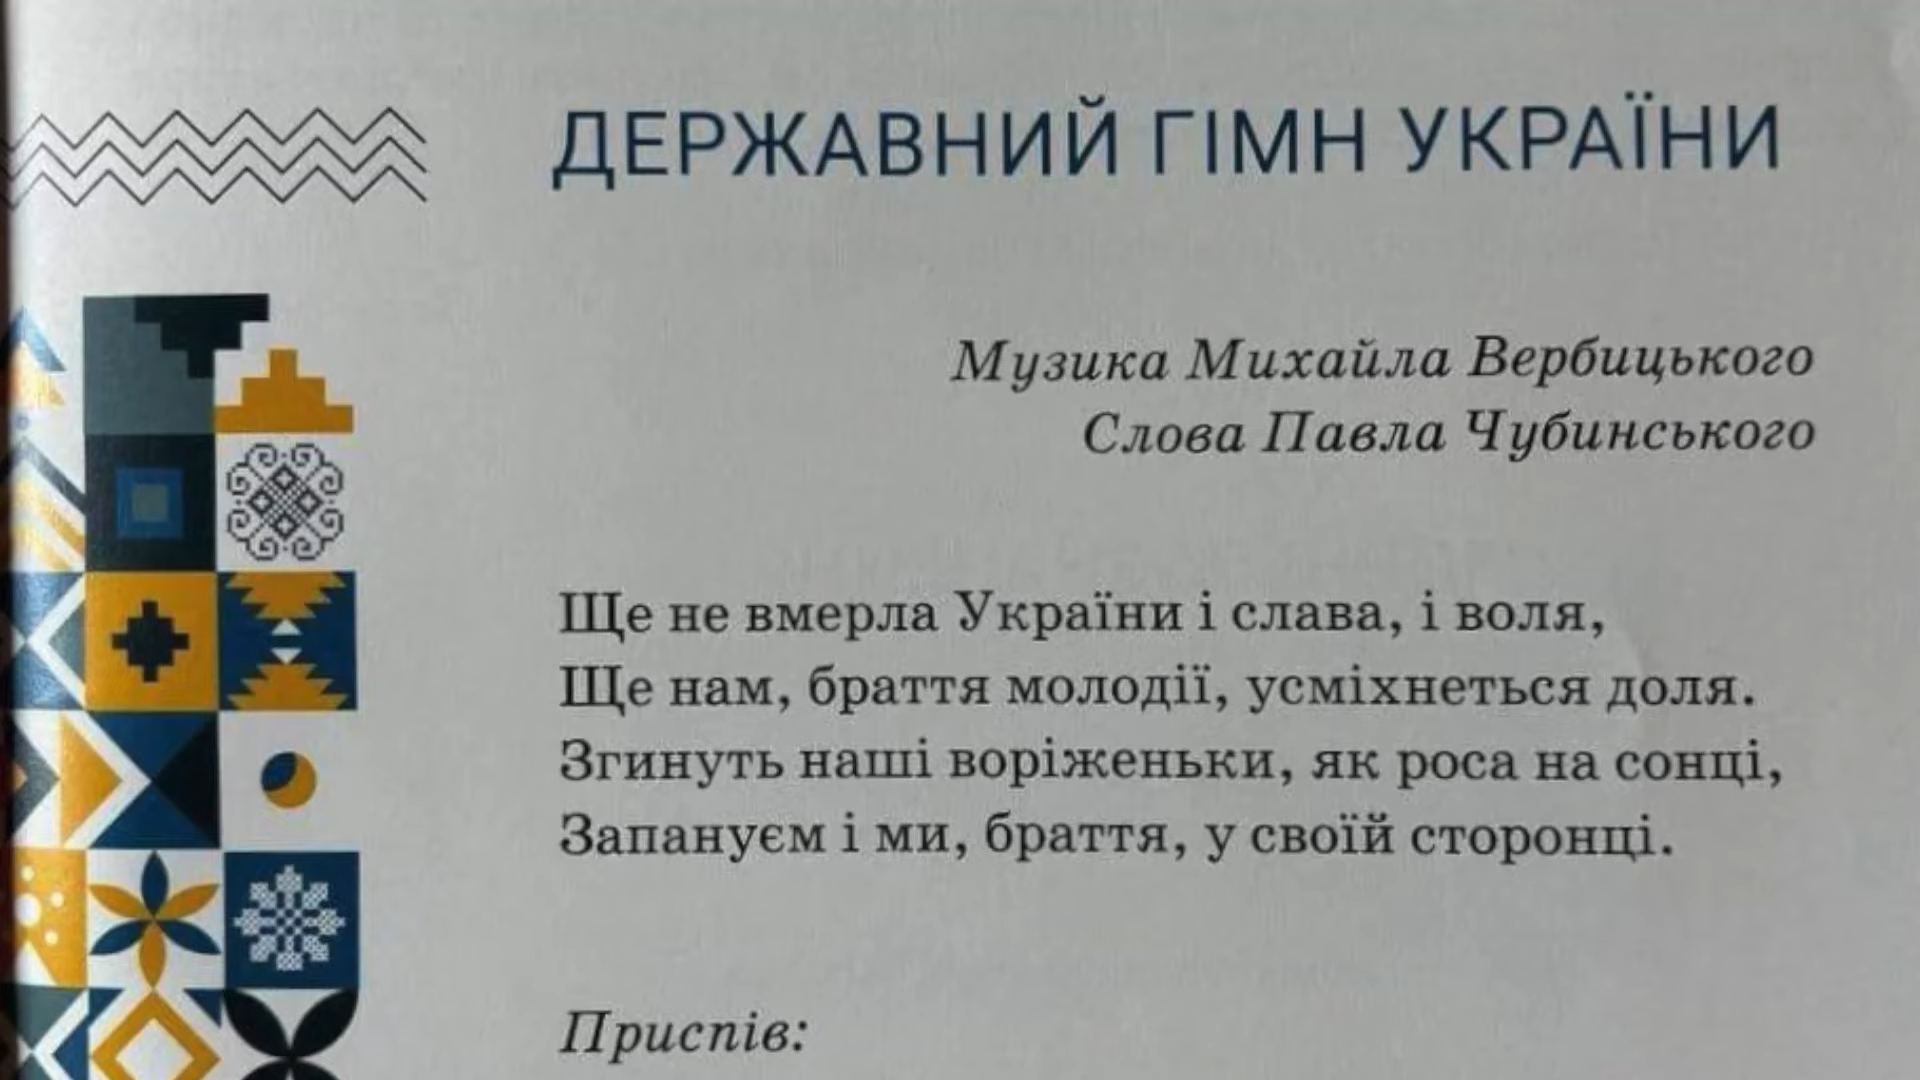 ДЕРЖАВНИЙ ГІМН УКРАЇНИ
Музика Михайла Вербицького
Слова Павла Чубинського
Ще не вмерла України і слава, і воля,
Ще нам, браття молодії, усміхнеться доля.
Згинуть наші воріженьки, як роса на сонці,
Запануєм і ми, браття, у своїй сторонці.
Приспів: